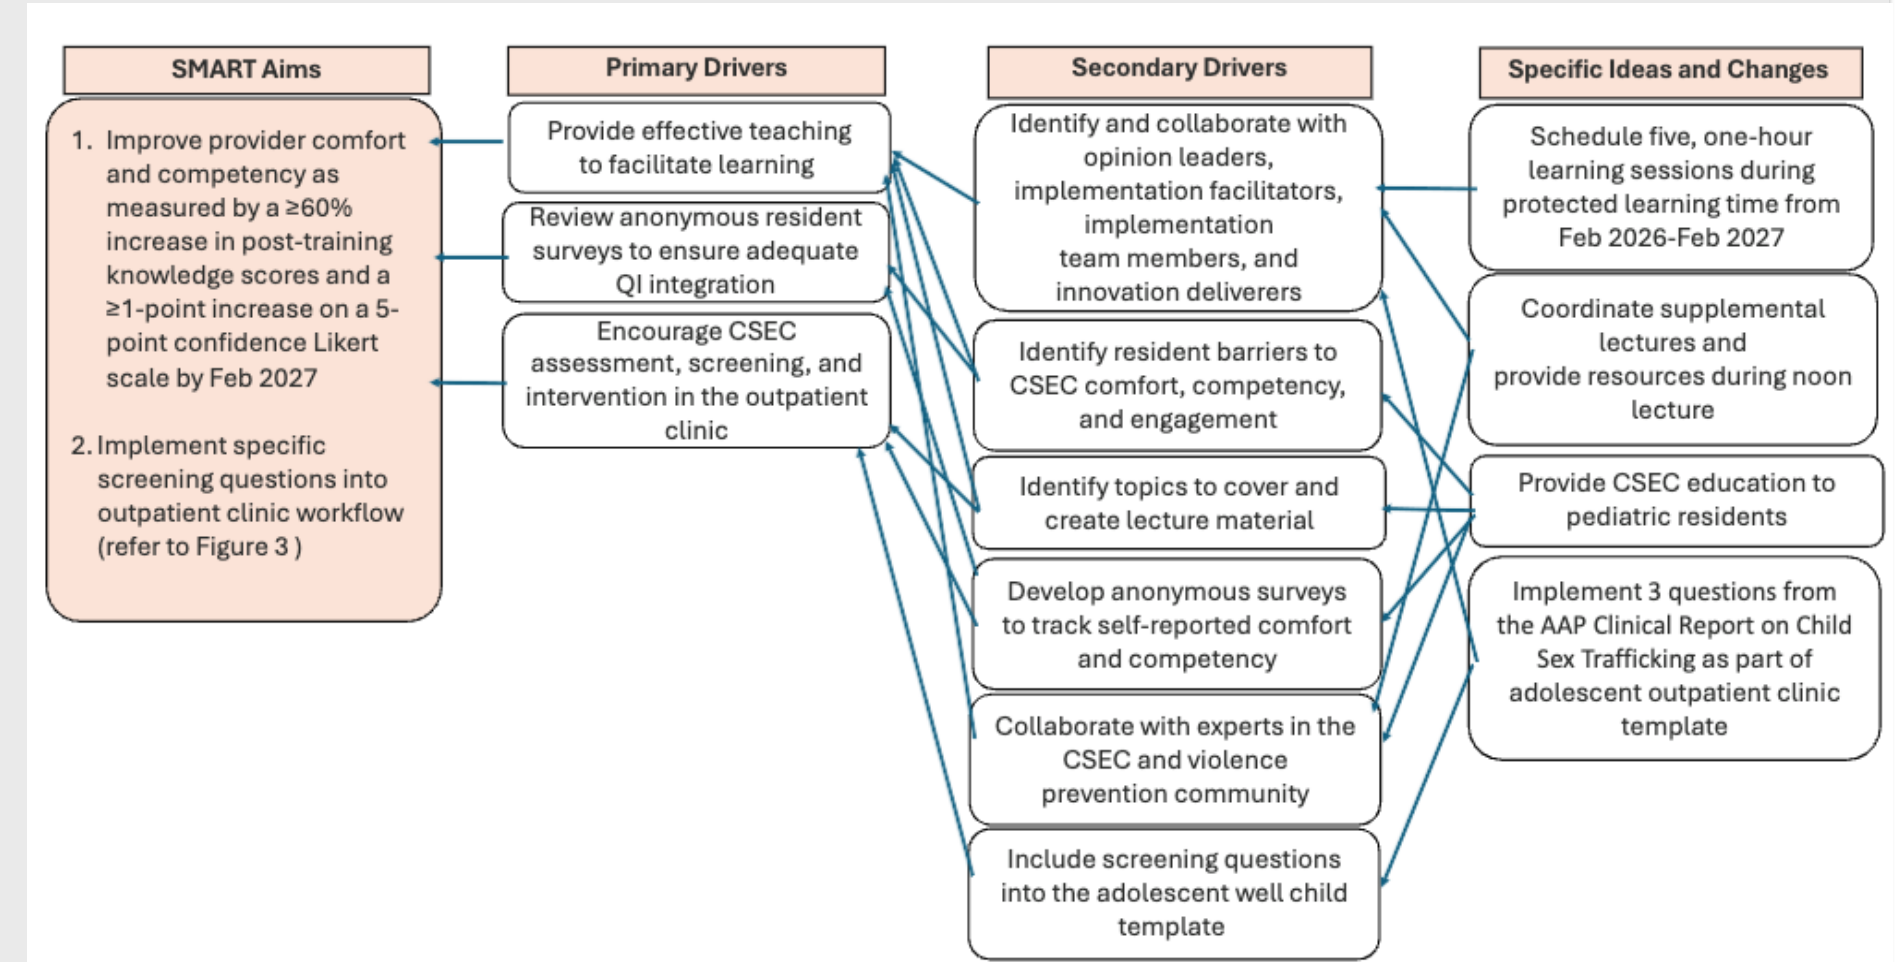 SMART Aims
1. Improve provider comfort
and competency as
measured by a ≥60%
increase in post-training
knowledge scores and a
≥1-point increase on a 5-
point confidence Likert
scale by Feb 2027
2. Implement specific
screening questions into
outpatient clinic workflow
(refer to Figure 3 )
Primary Drivers
Provide effective teaching
to facilitate learning
Review anonymous resident
surveys to ensure adequate
QI integration
Encourage CSEC
assessment, screening, and
intervention in the outpatient
clinic
Secondary Drivers
Identify and collaborate with
opinion leaders,
implementation facilitators,
implementation
team members, and
innovation deliverers
Identify resident barriers to
CSEC comfort, competency,
and engagement
Identify topics to cover and
create lecture material
Develop anonymous surveys
to track self-reported comfort
and competency
Collaborate with experts in the
CSEC and violence
prevention community
Include screening questions
into the adolescent well child
template
Specific Ideas and Changes
Schedule five, one-hour
learning sessions during
protected learning time from
Feb 2026-Feb 2027
Coordinate supplemental
lectures and
provide resources during noon
lecture
Provide CSEC education to
pediatric residents
Implement 3 questions from
the AAP Clinical Report on Child
Sex Trafficking as part of
adolescent outpatient clinic
template